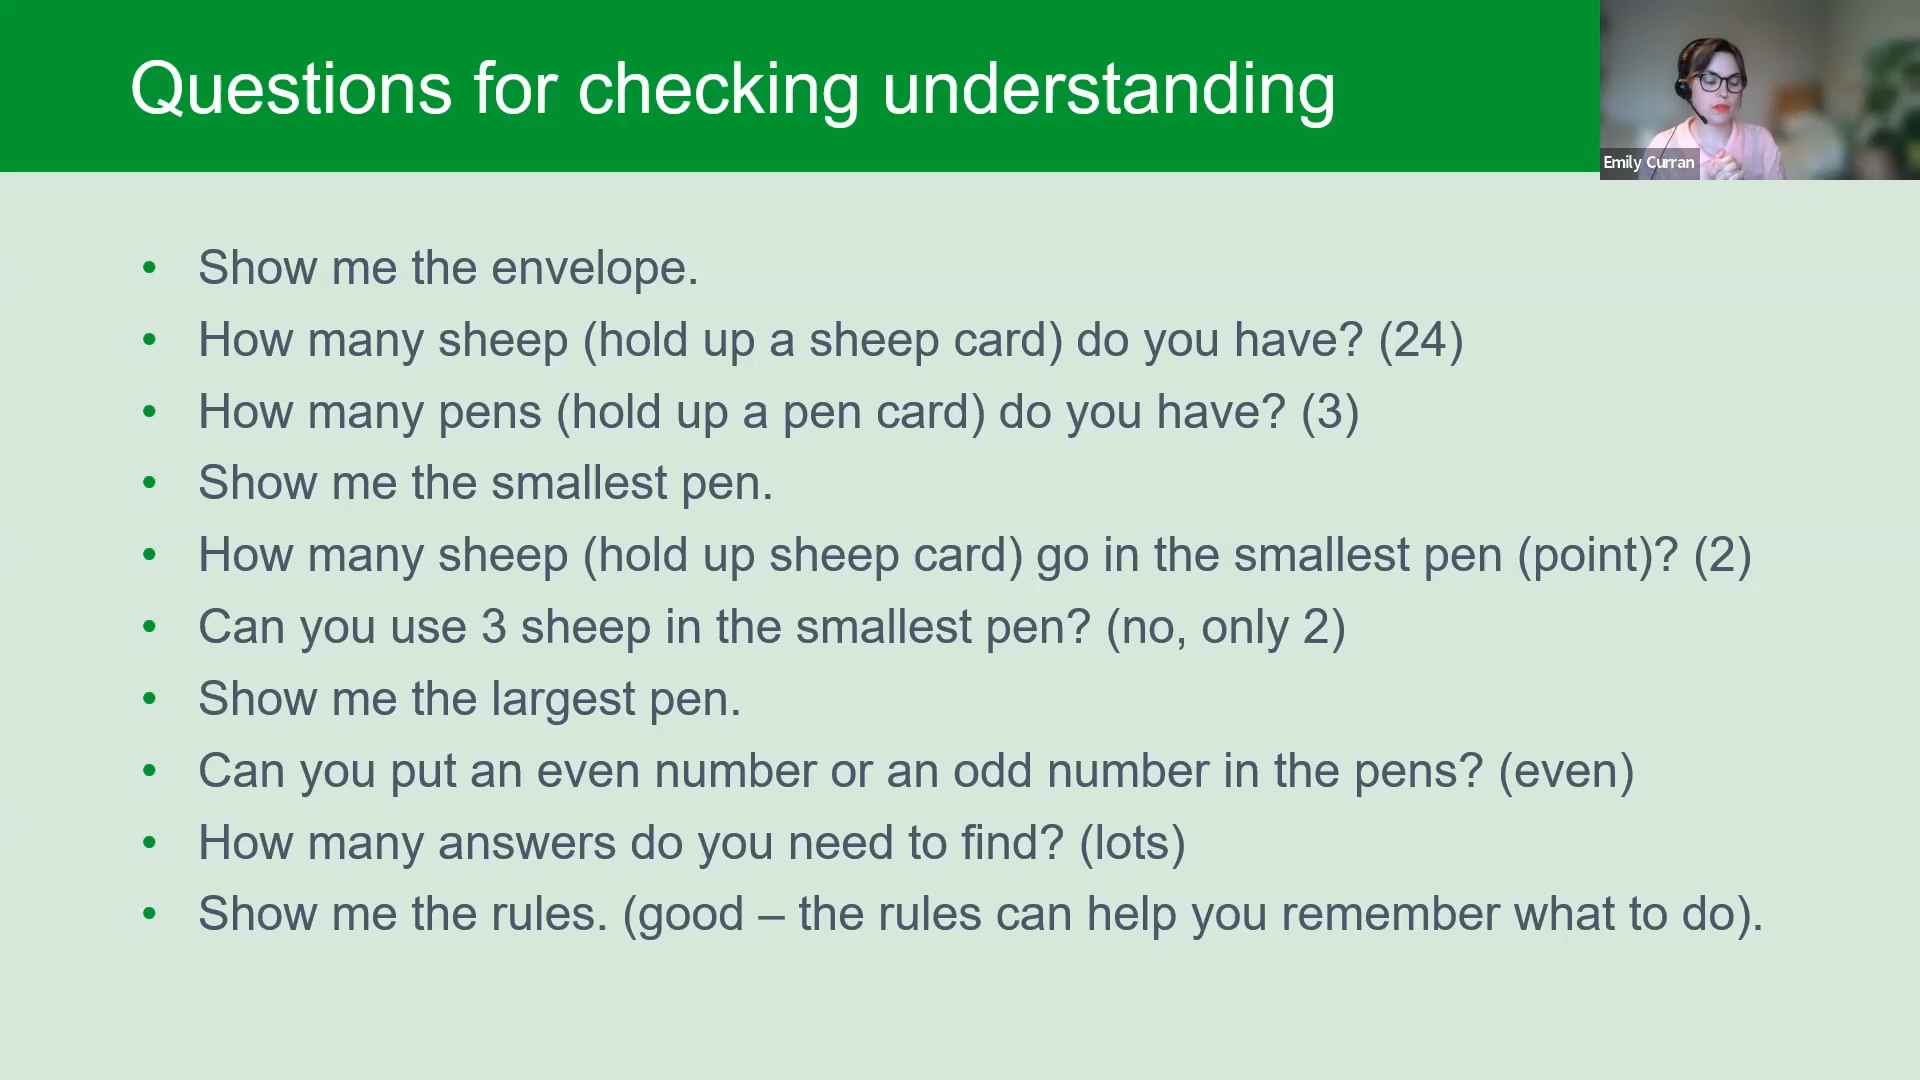 Questions for checking understanding
Emily Curran
• Show me the envelope.
• How many sheep (hold up a sheep card) do you have? (24)
• How many pens (hold up a pen card) do you have? (3)
• Show me the smallest pen.
• How many sheep (hold up sheep card) go in the smallest pen (point)? (2)
• Can you use 3 sheep in the smallest pen? (no, only 2)
• Show me the largest pen.
• Can you put an even number or an odd number in the pens? (even)
• How many answers do you need to find? (lots)
• Show me the rules. (good – the rules can help you remember what to do).